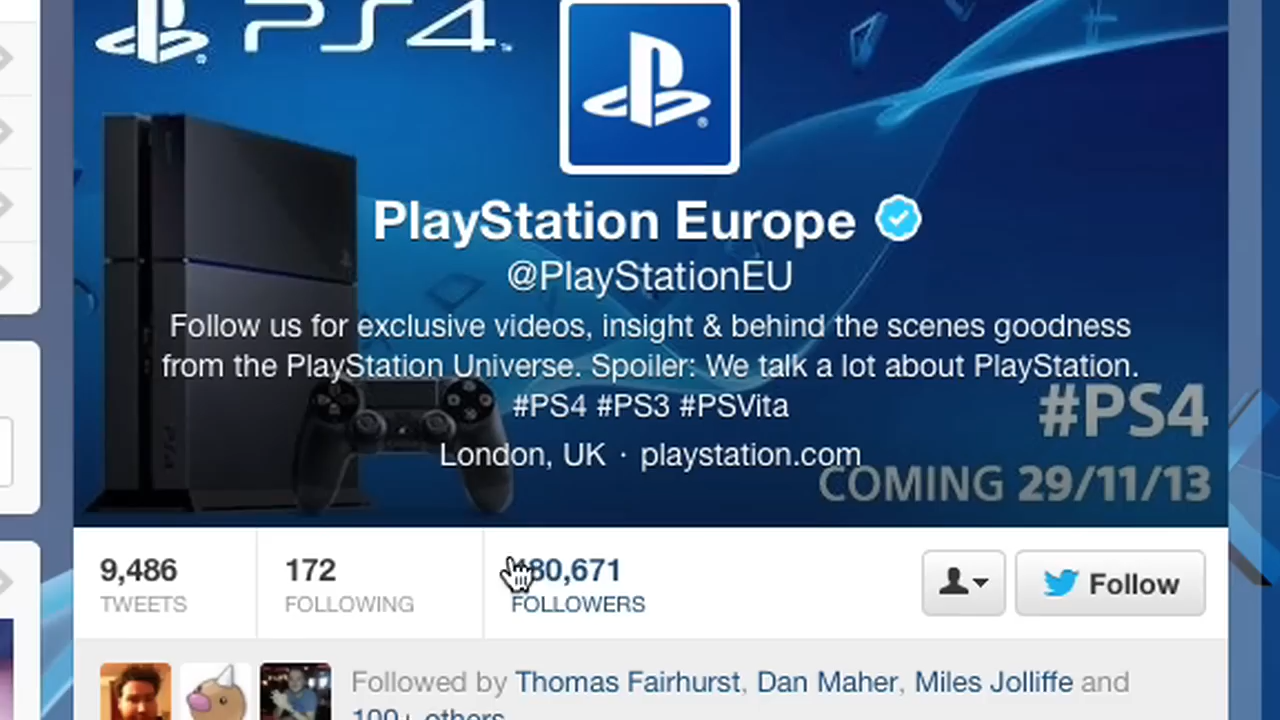 PS4
PlayStation Europe
@PlayStationEU
Follow us for exclusive videos, insight & behind the scenes goodness
from the PlayStation Universe. Spoiler: We talk a lot about PlayStation.
#PS4 #PS3 #PSVita
London, UK · playstation.com
#PS4
COMING 29/11/13
9,486
TWEETS
172
FOLLOWING
80,671
FOLLOWERS
Follow
Followed by Thomas Fairhurst, Dan Maher, Miles Jolliffe and
100+ others